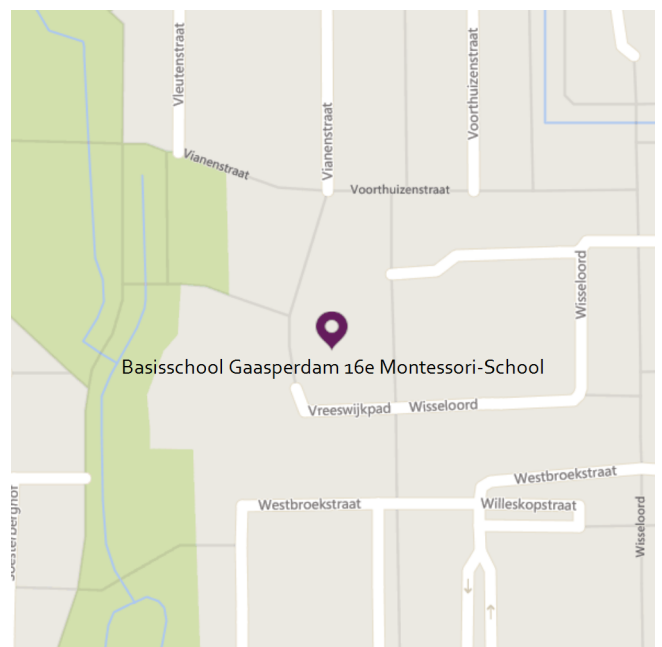 Vleutenstraat
Vianenstraat
Voorthuizenstraat
Vianenstraat
Voorthuizenstraat
Wisseloord
Basisschool Gaasperdam 16e Montessori-School
Vreeswijkpad
Wisseloord
Westbroekstraat
Westbroekstraat
Willeskopstraat
Wisseloord